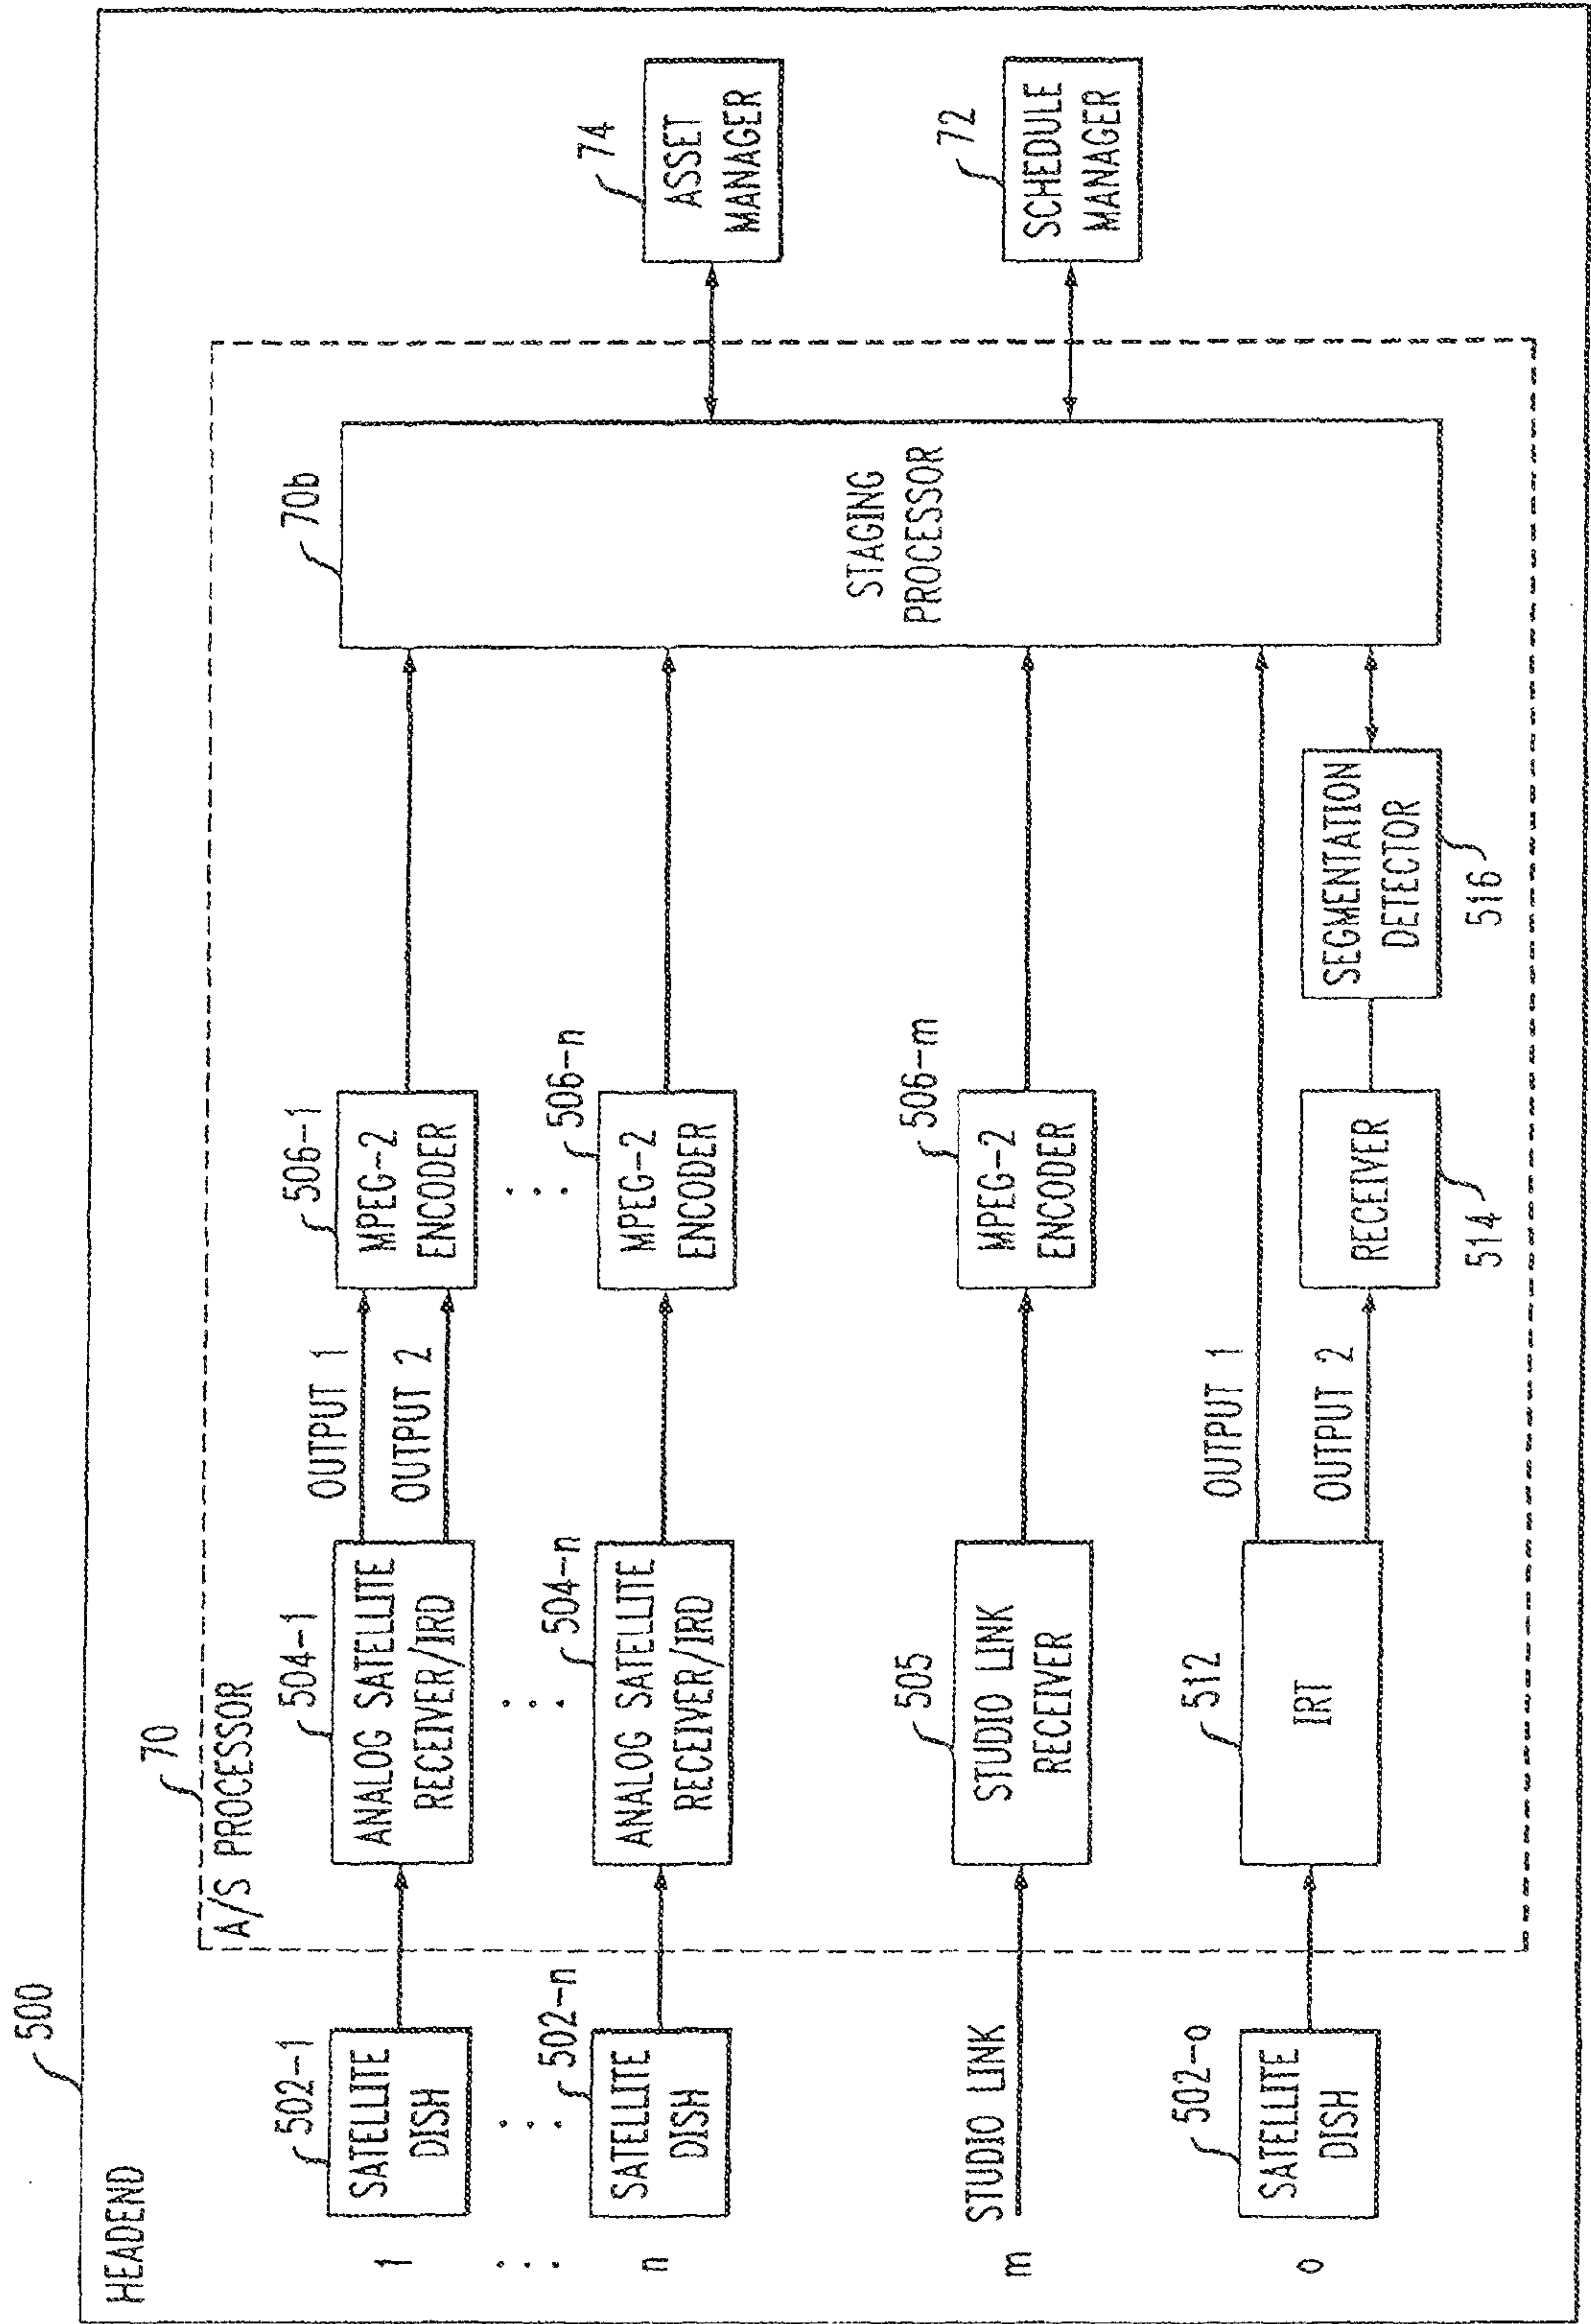 500
HEADEND
70
A/S PROCESSOR
1
502-1
SATELLITE
DISH
504-1
ANALOG SATELLITE
RECEIVER/IRD
OUTPUT 1
OUTPUT 2
506-1
MPEG-2
ENCODER
n
502-n
SATELLITE
DISH
504-n
ANALOG SATELLITE
RECEIVER/IRD
506-n
MPEG-2
ENCODER
m
STUDIO LINK
505
STUDIO LINK
RECEIVER
506-m
MPEG-2
ENCODER
o
502-o
SATELLITE
DISH
512
IRT
OUTPUT 1
OUTPUT 2
RECEIVER
514
SEGMENTATION
DETECTOR
516
70b
STAGING
PROCESSOR
74
ASSET
MANAGER
72
SCHEDULE
MANAGER